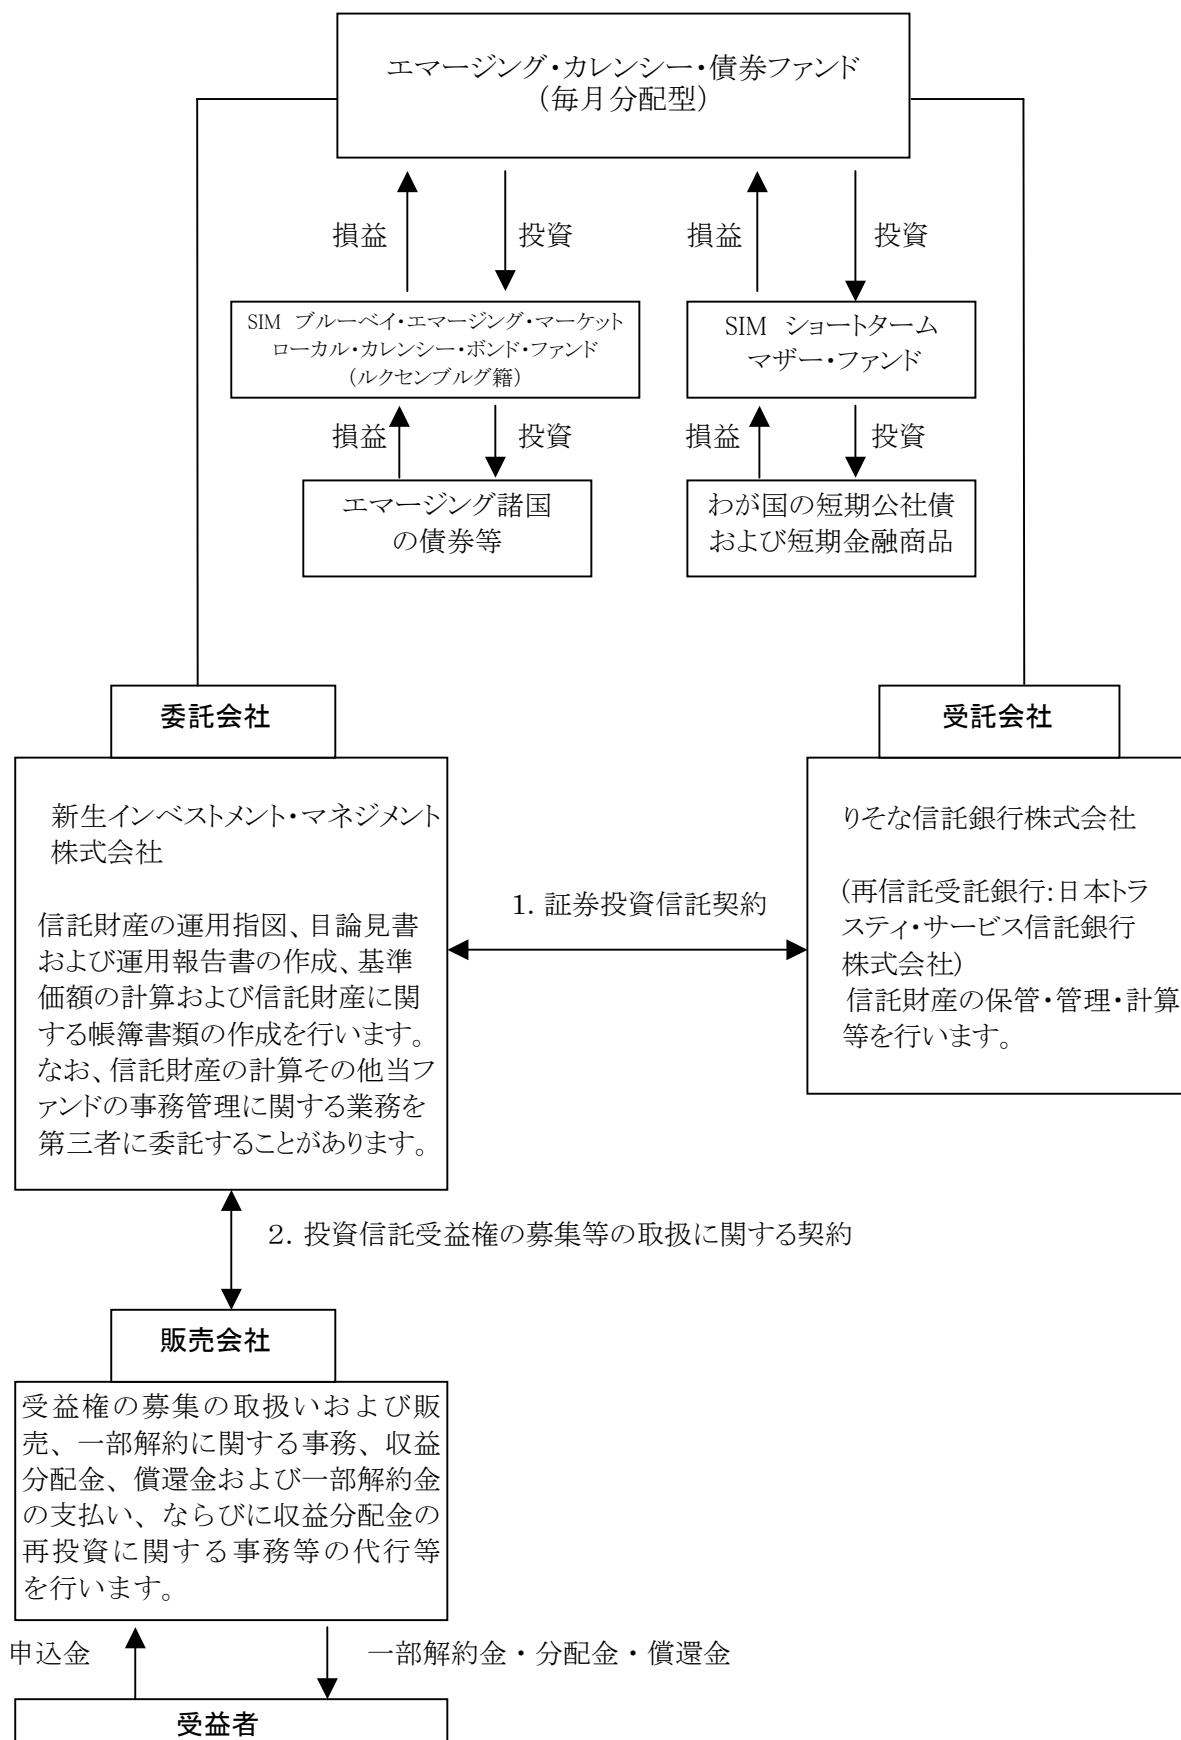 エマージング・カレンシー・債券ファンド
（毎月分配型）
損益
投資
損益
投資
SIM ブルーベイ・エマージング・マーケット
ローカル・カレンシー・ボンド・ファンド
（ルクセンブルグ籍）
SIM ショートターム
マザー・ファンド
損益
投資
損益
投資
エマージング諸国
の債券等
わが国の短期公社債
および短期金融商品
委託会社
受託会社
新生インベストメント・マネジメント
株式会社
信託財産の運用指図、目論見書
および運用報告書の作成、基準
価額の計算および信託財産に関
する帳簿書類の作成を行います。
なお、信託財産の計算その他当フ
ァンドの事務管理に関する業務を
第三者に委託することがあります。
1. 証券投資信託契約
りそな信託銀行株式会社
(再信託受託銀行:日本トラ
スティ・サービス信託銀行
株式会社)
信託財産の保管・管理・計算
等を行います。
2. 投資信託受益権の募集等の取扱に関する契約
販売会社
受益権の募集の取扱いおよび販
売、一部解約に関する事務、収益
分配金、償還金および一部解約金
の支払い、ならびに収益分配金の
再投資に関する事務等の代行等
を行います。
申込金
一部解約金・分配金・償還金
受益者